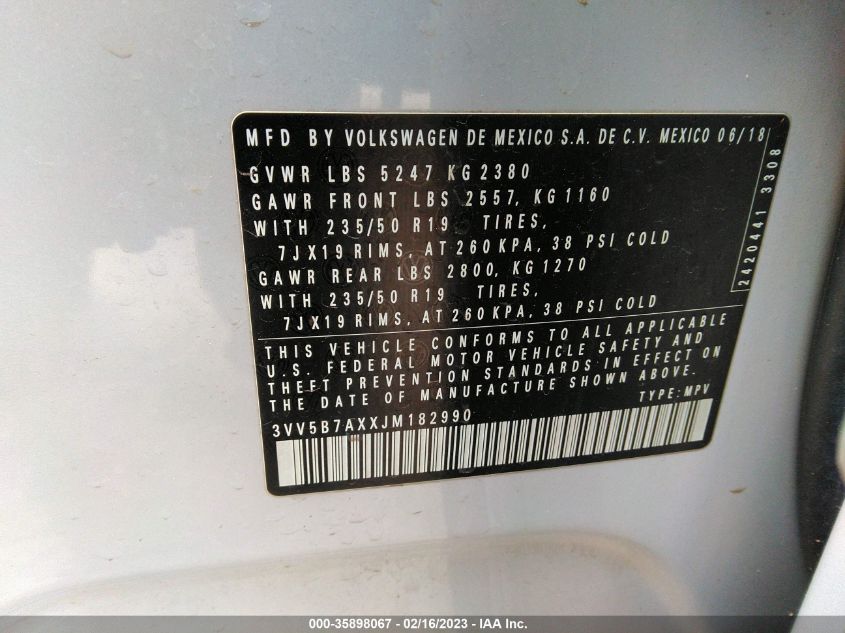 MFD BY VOLKSWAGEN DE MEXICO S.A. DE C.V. MEXICO 06/18
GVWR LBS 5247 KG 2380
GAWR FRONT LBS 2557, KG 1160
WITH 235/50 R19 TIRES,
7JX19 RIMS, AT 260 KPA, 38 PSI COLD
GAWR REAR LBS 2800, KG 1270
WITH 235/50 R19 TIRES,
7JX19 RIMS, AT 260 KPA, 38 PSI COLD
2420441 3308
THIS VEHICLE CONFORMS TO ALL APPLICABLE
U.S. FEDERAL MOTOR VEHICLE SAFETY AND
THEFT PREVENTION STANDARDS IN EFFECT ON
THE DATE OF MANUFACTURE SHOWN ABOVE.
TYPE: MPV
3VV5B7AXXJM182990
000-35898067 - 02/16/2023 - IAA Inc.